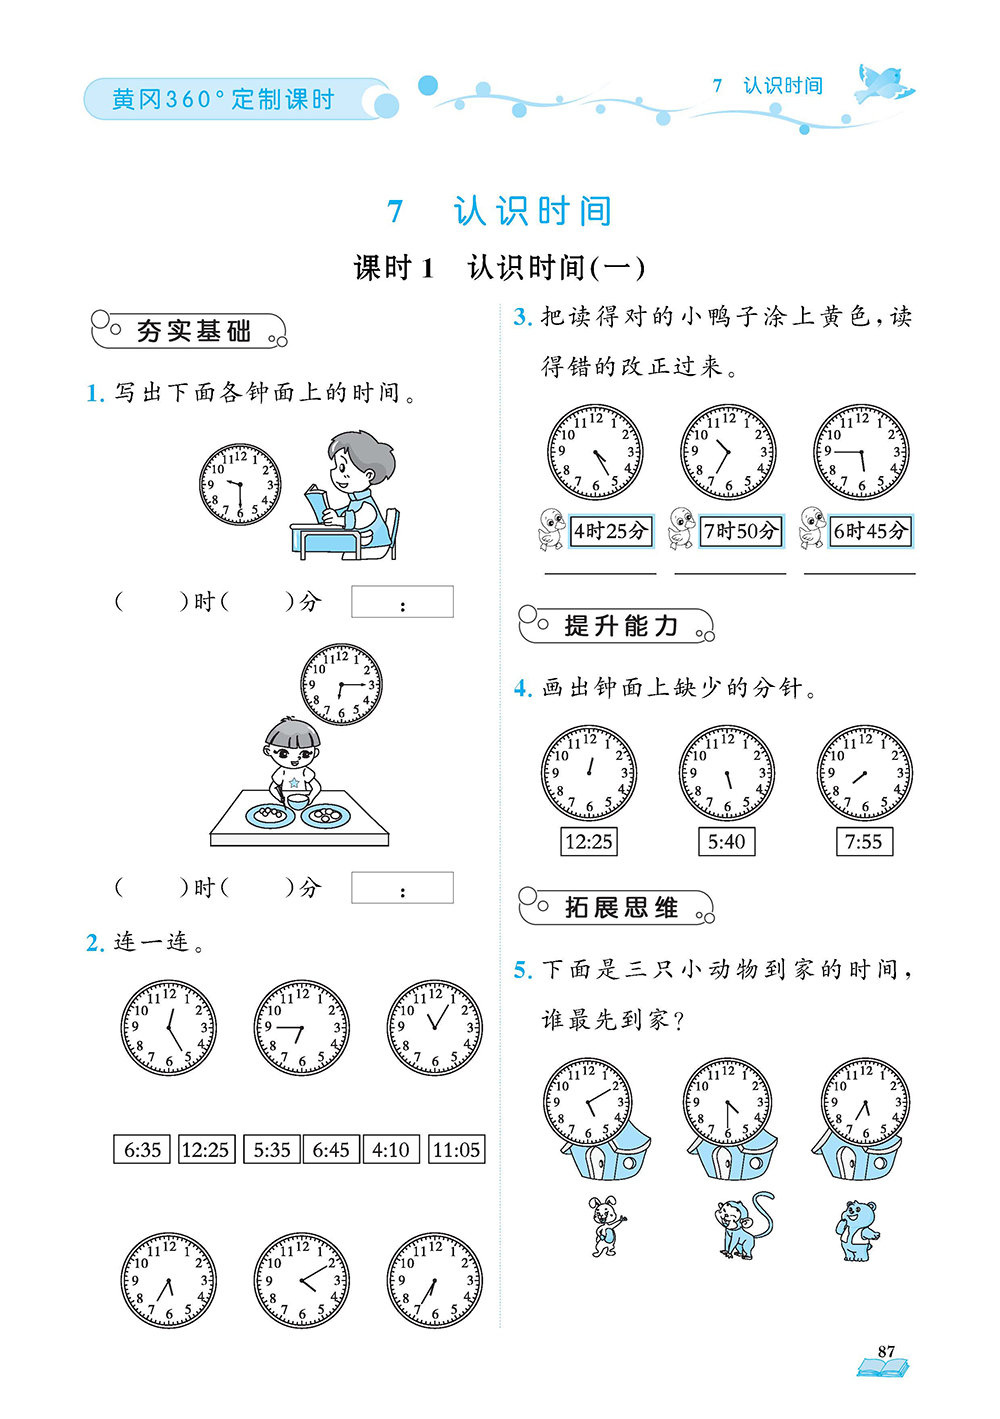 黄冈360°定制课时
7 认识时间
7 认识时间
课时1 认识时间(一)
夯实基础
1. 写出下面各钟面上的时间。
( )时( )分 :
( )时( )分 :
2. 连一连。
6:35 12:25 5:35 6:45 4:10 11:05
3. 把读得对的小鸭子涂上黄色,读
得错的改正过来。
4时25分 7时50分 6时45分
提升能力
4. 画出钟面上缺少的分针。
12:25 5:40 7:55
拓展思维
5. 下面是三只小动物到家的时间,
谁最先到家?
87